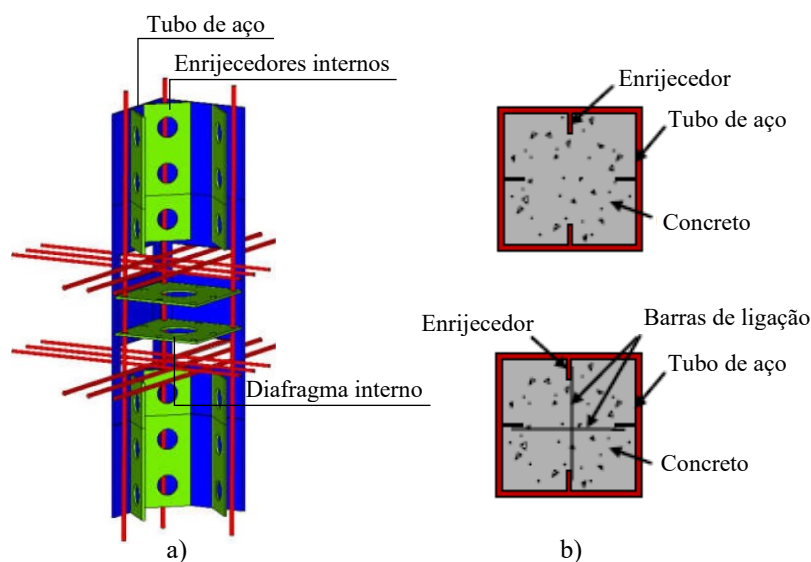 Tubo de aço
Enrijecedores internos
Diafragma interno
a)
Enrijecedor
Tubo de aço
Concreto
Barras de ligação
Enrijecedor
Tubo de aço
Concreto
b)